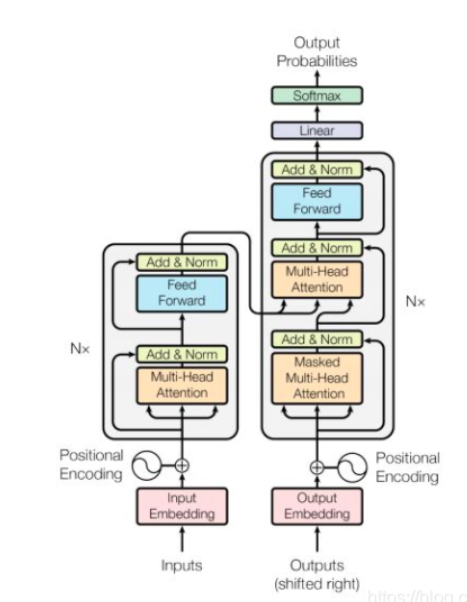 Output
Probabilities
Softmax
Linear
Add & Norm
Feed
Forward
Add & Norm
Multi-Head
Attention
Nx
Add & Norm
Masked
Multi-Head
Attention
Positional
Encoding
Output
Embedding
Outputs
(shifted right)
Add & Norm
Feed
Forward
Nx
Add & Norm
Multi-Head
Attention
Positional
Encoding
Input
Embedding
Inputs
https://blog.c